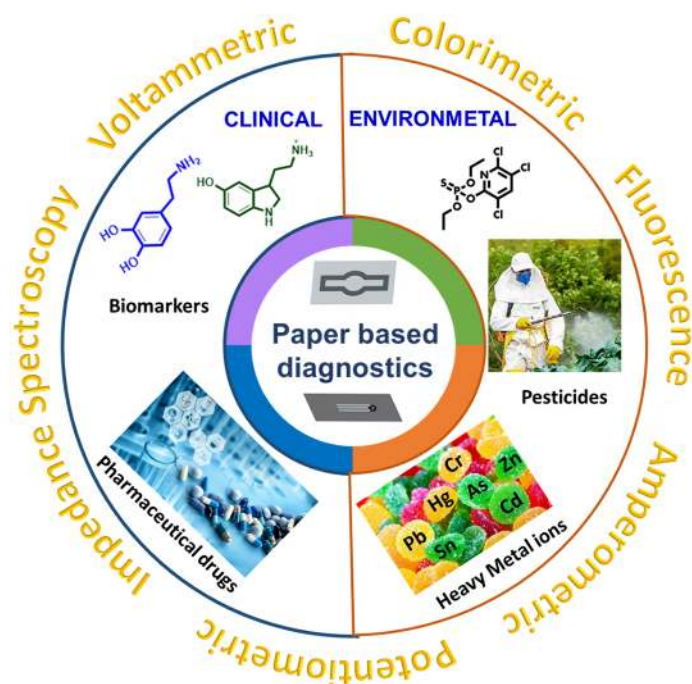 Voltammetric
Colorimetric
Fluorescence
Amperometric
Potentiometric
Impedance Spectroscopy
CLINICAL
ENVIRONMETAL
NH₂
HO
HO
+
NH₃
HO
N
H
Cl
Cl
Cl
N
S
P
O
O
O
Biomarkers
Pesticides
Paper based
diagnostics
Pharmaceutical drugs
Cr
Zn
Hg
As
Cd
Pb
Sn
Heavy Metal ions